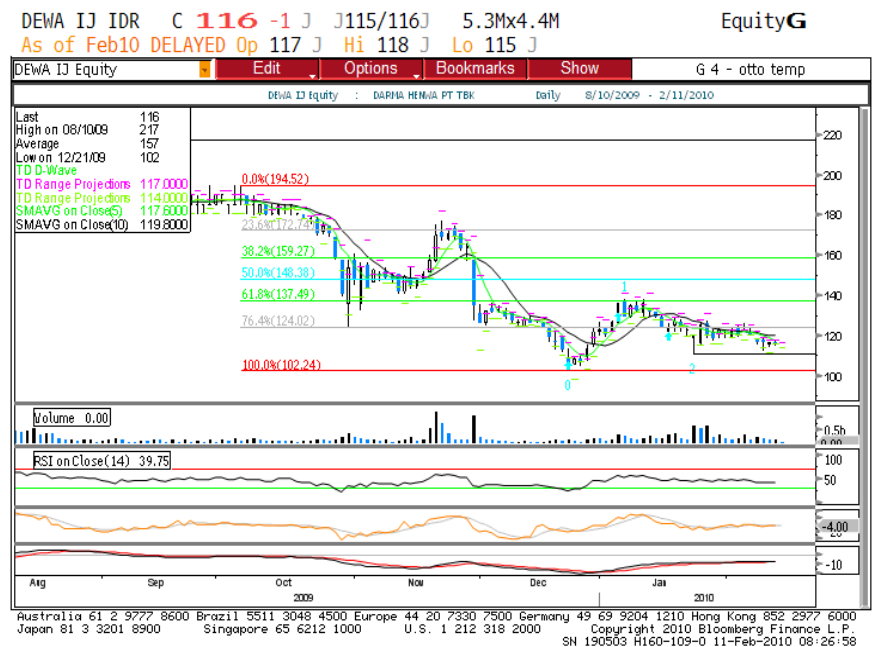 DEWA IJ IDR C 116 -1 J J115/116J 5.3Mx4.4M EquityG
As of Feb10 DELAYED Op 117 J Hi 118 J Lo 115 J
DEWA IJ Equity Edit Options Bookmarks Show G 4 - otto temp
DEWA IJ Equity : DARMA HENWA PT TBK Daily 8/10/2009 - 2/11/2010
Last 116
High on 08/10/09 217
Average 157
Low on 12/21/09 102
TD D-Wave
TD Range Projections 117.0000
TD Range Projections 114.0000
SMAVG on Close(5) 117.6000
SMAVG on Close(10) 119.8000
0.0%(194.52)
23.6%(172.74)
38.2%(159.27)
50.0%(148.38)
61.8%(137.49)
76.4%(124.02)
100.0%(102.24)
1
0
2
220
200
180
160
140
120
100
Volume 0.00
0.5b
0.00
RSI on Close(14) 39.75
100
50
-4.00
-10
Aug Sep Oct Nov Dec Jan
2009 2010
Australia 61 2 9777 8600 Brazil 5511 3048 4500 Europe 44 20 7330 7500 Germany 49 69 9204 1210 Hong Kong 852 2977 6000
Japan 81 3 3201 8900 Singapore 65 6212 1000 U.S. 1 212 318 2000 Copyright 2010 Bloomberg Finance L.P.
SN 190503 H160-109-0 11-Feb-2010 08:26:58